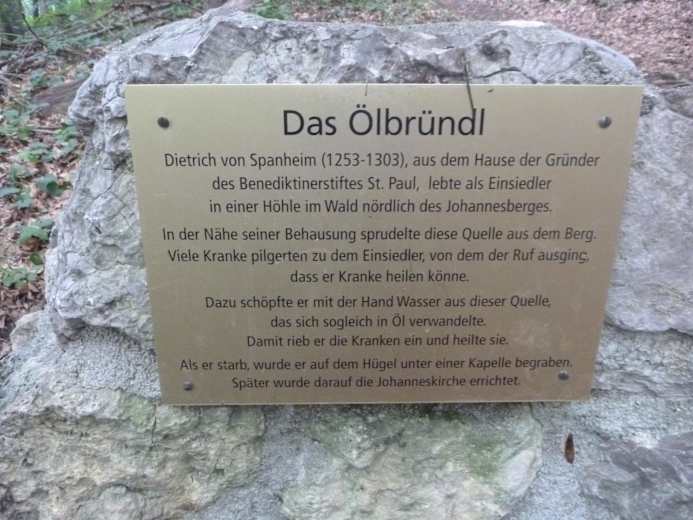 Das Ölbründl
Dietrich von Spanheim (1253-1303), aus dem Hause der Gründer
des Benediktinerstiftes St. Paul, lebte als Einsiedler
in einer Höhle im Wald nördlich des Johannesberges.
In der Nähe seiner Behausung sprudelte diese Quelle aus dem Berg.
Viele Kranke pilgerten zu dem Einsiedler, von dem der Ruf ausging,
dass er Kranke heilen könne.
Dazu schöpfte er mit der Hand Wasser aus dieser Quelle,
das sich sogleich in Öl verwandelte.
Damit rieb er die Kranken ein und heilte sie.
Als er starb, wurde er auf dem Hügel unter einer Kapelle begraben.
Später wurde darauf die Johanneskirche errichtet.